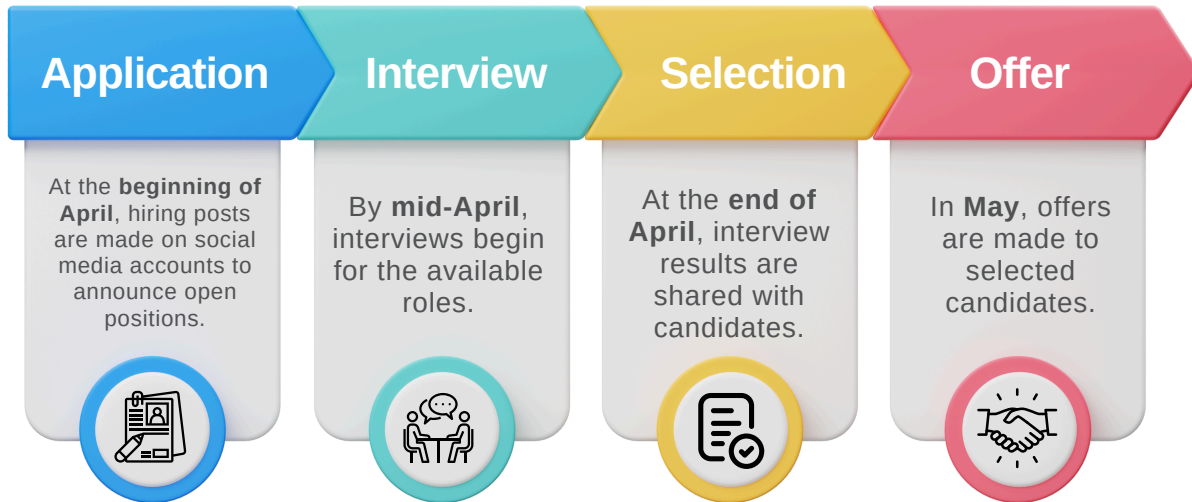 Application
At the beginning of
April, hiring posts
are made on social
media accounts to
announce open
positions.
Interview
By mid-April,
interviews begin
for the available
roles.
Selection
At the end of
April, interview
results are
shared with
candidates.
Offer
In May, offers
are made to
selected
candidates.